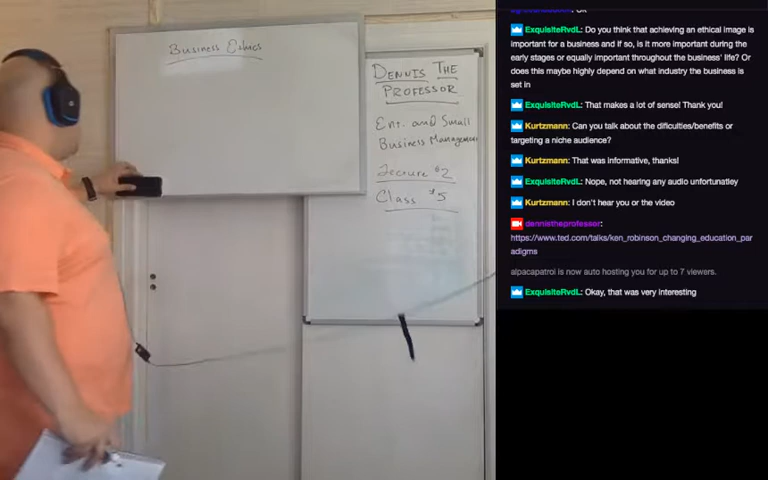 Business Ethics
DENNIS THE
PROFESSOR
Ent. and Small
Business Management
Lecture #2
Class #5
ExquisiteRvdL: Do you think that achieving an ethical image is
important for a business and if so, is it more important during the
early stages or equally important throughout the business' life? Or
does this maybe highly depend on what industry the business is
set in
ExquisiteRvdL: That makes a lot of sense! Thank you!
Kurtzmann: Can you talk about the dificulties/benefits or
targeting a niche audience?
Kurtzmann: That was informative, thanks!
ExquisiteRvdL: Nope, not hearing any audio unfortunatley
Kurtzmann: I don't hear you or the video
dennistheprofessor:
https://www.ted.com/talks/ken_robinson_changing_education_par
adigms
alpacapatrol is now auto hosting you for up to 7 viewers.
ExquisiteRvdL: Okay, that was very interesting